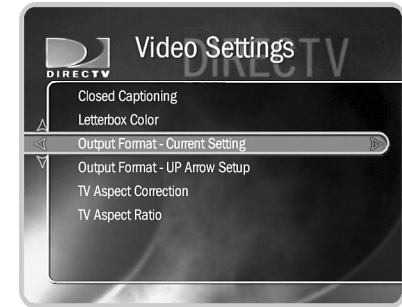 Video Settings
DIRECTV
DIRECTV
Closed Captioning
Letterbox Color
Output Format - Current Setting
Output Format - UP Arrow Setup
TV Aspect Correction
TV Aspect Ratio